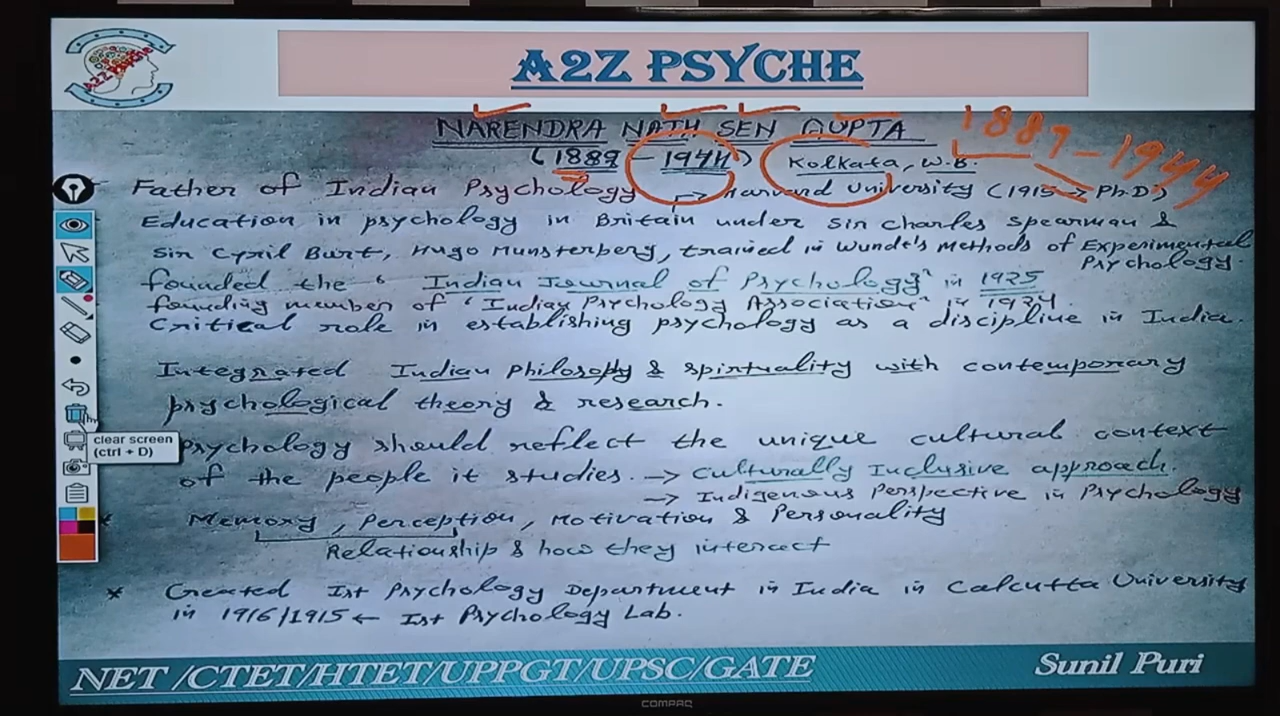 A2Z PSYCHE
A2Z PSYCHE
NARENDRA NATH SEN GUPTA
1887 - 1944
(1889 - 1944) Kolkata, W.B.
Father of Indian Psychology → Harvard University (1915 → Ph.D)
Education in psychology in Britain under Sir Charles Spearman &
Sir Cyril Burt, Hugo Munsterberg, trained in Wundt's Methods of Experimental
Psychology.
founded the "Indian Journal of Psychology" in 1925
founding member of "Indian Psychology Association" in 1924.
Critical role in establishing psychology as a discipline in India.
Integrated Indian Philosophy & spirtuality with contemporary
psychological theory & research.
Psychology should reflect the unique cultural context
of the people it studies. → Culturally Inclusive approach.
→ Indigenous Perspective in Psychology
* Memory, Perception, Motivation & Personality
Relationship & how they interact
* Created Ist Psychology Department in India in Calcutta University
in 1916/1915 ← Ist Psychology Lab.
clear screen
(ctrl + D)
NET /CTET/HTET/UPPGT/UPSC/GATE
Sunil Puri
COMPAQ